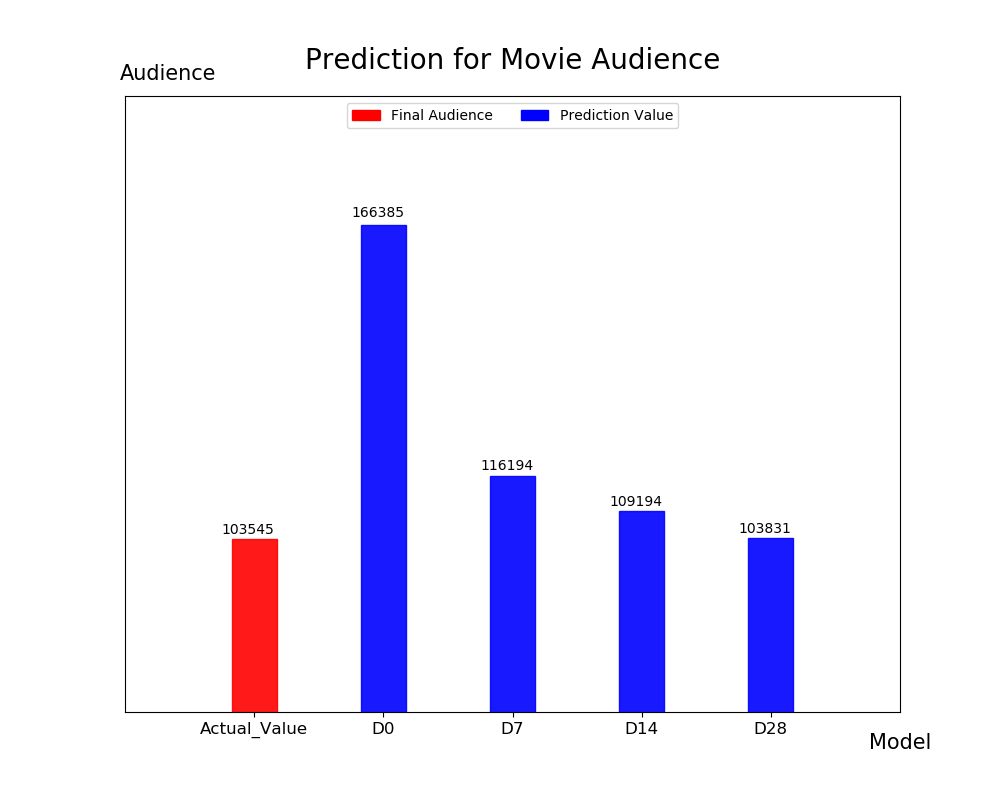 Prediction for Movie Audience
Audience
Final Audience
Prediction Value
166385
116194
109194
103545
103831
Actual_Value
D0
D7
D14
D28
Model